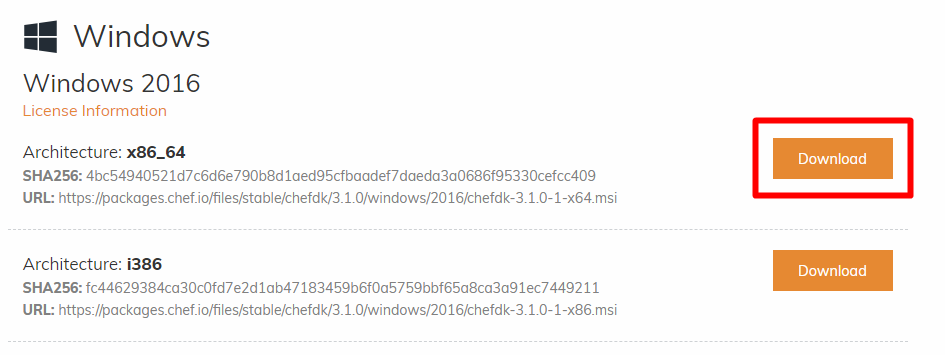 Windows
Windows 2016
License Information
Architecture: x86_64
SHA256: 4bc54940521d7c6d6e790b8d1aed95cfbaadef7daeda3a0686f95330cefcc409
URL: https://packages.chef.io/files/stable/chefdk/3.1.0/windows/2016/chefdk-3.1.0-1-x64.msi
Download
Architecture: i386
SHA256: fc44629384ca30c0fd7e2d1ab47183459b6f0a5759bbf65a8ca3a91ec7449211
URL: https://packages.chef.io/files/stable/chefdk/3.1.0/windows/2016/chefdk-3.1.0-1-x86.msi
Download